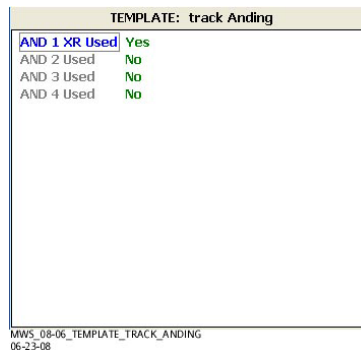 TEMPLATE: track Anding
AND 1 XR Used Yes
AND 2 Used No
AND 3 Used No
AND 4 Used No
MWS_08-06_TEMPLATE_TRACK_ANDING
06-23-08